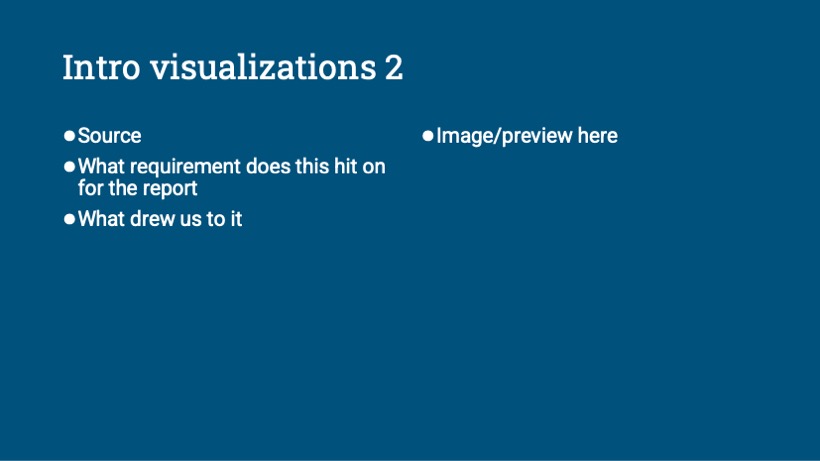 Intro visualizations 2
●Source
●What requirement does this hit on
for the report
●What drew us to it
●Image/preview here